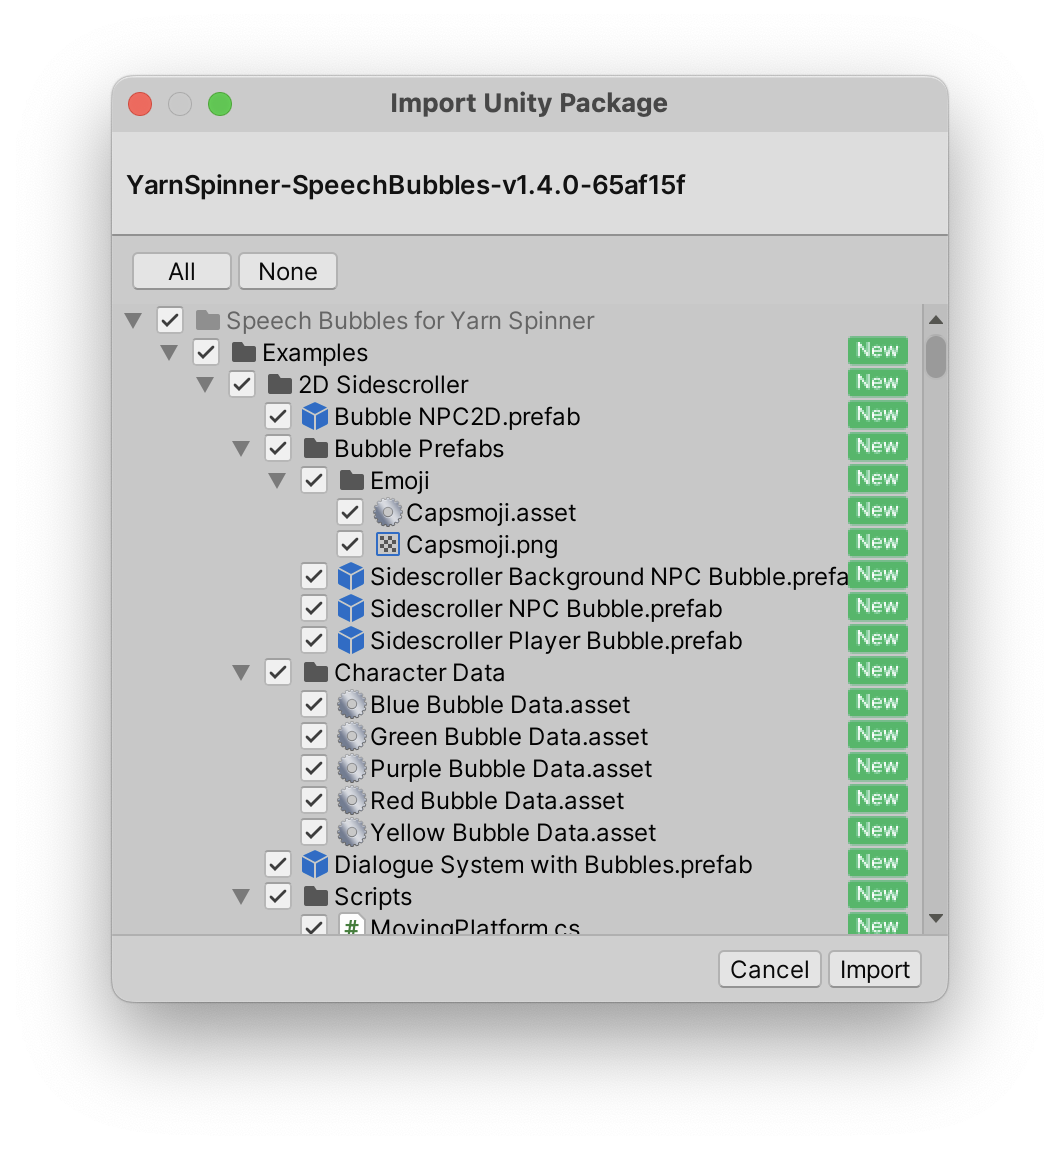 Import Unity Package
YarnSpinner-SpeechBubbles-v1.4.0-65af15f
All None
Speech Bubbles for Yarn Spinner
Examples New
2D Sidescroller New
Bubble NPC2D.prefab New
Bubble Prefabs New
Emoji New
Capsmoji.asset New
Capsmoji.png New
Sidescroller Background NPC Bubble.prefa New
Sidescroller NPC Bubble.prefab New
Sidescroller Player Bubble.prefab New
Character Data New
Blue Bubble Data.asset New
Green Bubble Data.asset New
Purple Bubble Data.asset New
Red Bubble Data.asset New
Yellow Bubble Data.asset New
Dialogue System with Bubbles.prefab New
Scripts New
# MovingPlatform.cs New
Cancel Import